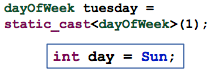 dayOfWeek tuesday =
static_cast<dayOfWeek>(1);
int day = Sun;